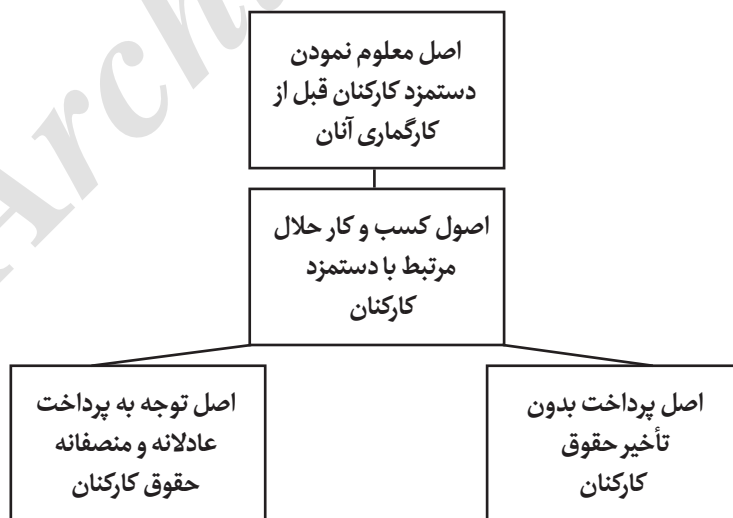 اصل معلوم نمودن
دستمزد کارکنان قبل از
کارگماری آنان
اصول کسب و کار حلال
مرتبط با دستمزد
کارکنان
اصل پرداخت بدون
تأخیر حقوق
کارکنان
اصل توجه به پرداخت
عادلانه و منصفانه
حقوق کارکنان